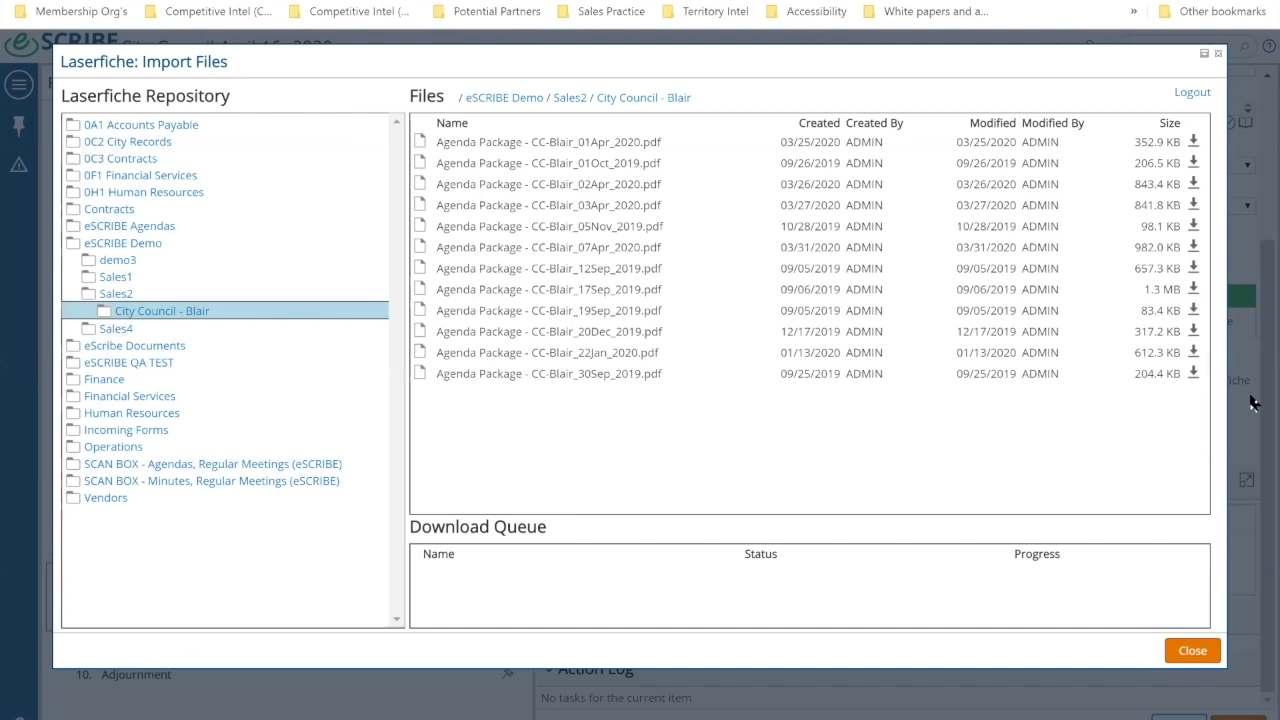 Membership Org's
Competitive Intel (C...
Competitive Intel (...
Potential Partners
Sales Practice
Territory Intel
Accessibility
White papers and a...
»
Other bookmarks
eSCRIBE City Council April 16, 2020
Laserfiche: Import Files
Laserfiche Repository
0A1 Accounts Payable
0C2 City Records
0C3 Contracts
0F1 Financial Services
0H1 Human Resources
Contracts
eSCRIBE Agendas
eSCRIBE Demo
demo3
Sales1
Sales2
City Council - Blair
Sales4
eScribe Documents
eSCRIBE QA TEST
Finance
Financial Services
Human Resources
Incoming Forms
Operations
SCAN BOX - Agendas, Regular Meetings (eSCRIBE)
SCAN BOX - Minutes, Regular Meetings (eSCRIBE)
Vendors
Files / eSCRIBE Demo / Sales2 / City Council - Blair
Logout
Name Created Created By Modified Modified By Size
Agenda Package - CC-Blair_01Apr_2020.pdf 03/25/2020 ADMIN 03/25/2020 ADMIN 352.9 KB
Agenda Package - CC-Blair_01Oct_2019.pdf 09/26/2019 ADMIN 09/26/2019 ADMIN 206.5 KB
Agenda Package - CC-Blair_02Apr_2020.pdf 03/26/2020 ADMIN 03/26/2020 ADMIN 843.4 KB
Agenda Package - CC-Blair_03Apr_2020.pdf 03/27/2020 ADMIN 03/27/2020 ADMIN 841.8 KB
Agenda Package - CC-Blair_05Nov_2019.pdf 10/28/2019 ADMIN 10/28/2019 ADMIN 98.1 KB
Agenda Package - CC-Blair_07Apr_2020.pdf 03/31/2020 ADMIN 03/31/2020 ADMIN 982.0 KB
Agenda Package - CC-Blair_12Sep_2019.pdf 09/05/2019 ADMIN 09/05/2019 ADMIN 657.3 KB
Agenda Package - CC-Blair_17Sep_2019.pdf 09/06/2019 ADMIN 09/06/2019 ADMIN 1.3 MB
Agenda Package - CC-Blair_19Sep_2019.pdf 09/05/2019 ADMIN 09/05/2019 ADMIN 83.4 KB
Agenda Package - CC-Blair_20Dec_2019.pdf 12/17/2019 ADMIN 12/17/2019 ADMIN 317.2 KB
Agenda Package - CC-Blair_22Jan_2020.pdf 01/13/2020 ADMIN 01/13/2020 ADMIN 612.3 KB
Agenda Package - CC-Blair_30Sep_2019.pdf 09/25/2019 ADMIN 09/25/2019 ADMIN 204.4 KB
Download Queue
Name Status Progress
Close
10. Adjournment
Action Log
No tasks for the current item